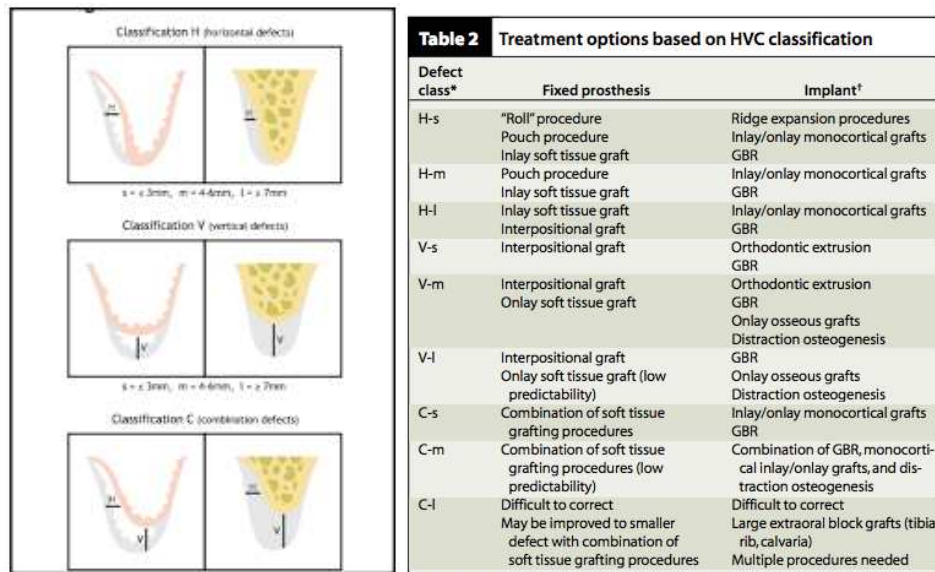 Classification H (horizontal defects)
H
H
s = ≤ 3mm, m = 4-6mm, l = ≥ 7mm
Classification V (vertical defects)
V
V
s = ≤ 3mm, m = 4-6mm, l = ≥ 7mm
Classification C (combination defects)
H
V
H
V
Table 2 Treatment options based on HVC classification
Defect
class* Fixed prosthesis Implant†
H-s "Roll" procedure Ridge expansion procedures
Pouch procedure Inlay/onlay monocortical grafts
Inlay soft tissue graft GBR
H-m Pouch procedure Inlay/onlay monocortical grafts
Inlay soft tissue graft GBR
H-l Inlay soft tissue graft Inlay/onlay monocortical grafts
Interpositional graft GBR
V-s Interpositional graft Orthodontic extrusion
GBR
V-m Interpositional graft Orthodontic extrusion
Onlay soft tissue graft GBR
Onlay osseous grafts
Distraction osteogenesis
V-l Interpositional graft GBR
Onlay soft tissue graft (low Onlay osseous grafts
predictability) Distraction osteogenesis
C-s Combination of soft tissue Inlay/onlay monocortical grafts
grafting procedures GBR
C-m Combination of soft tissue Combination of GBR, monocorti-
grafting procedures (low cal inlay/onlay grafts, and dis-
predictability) traction osteogenesis
C-l Difficult to correct Difficult to correct
May be improved to smaller Large extraoral block grafts (tibia
defect with combination of rib, calvaria)
soft tissue grafting procedures Multiple procedures needed